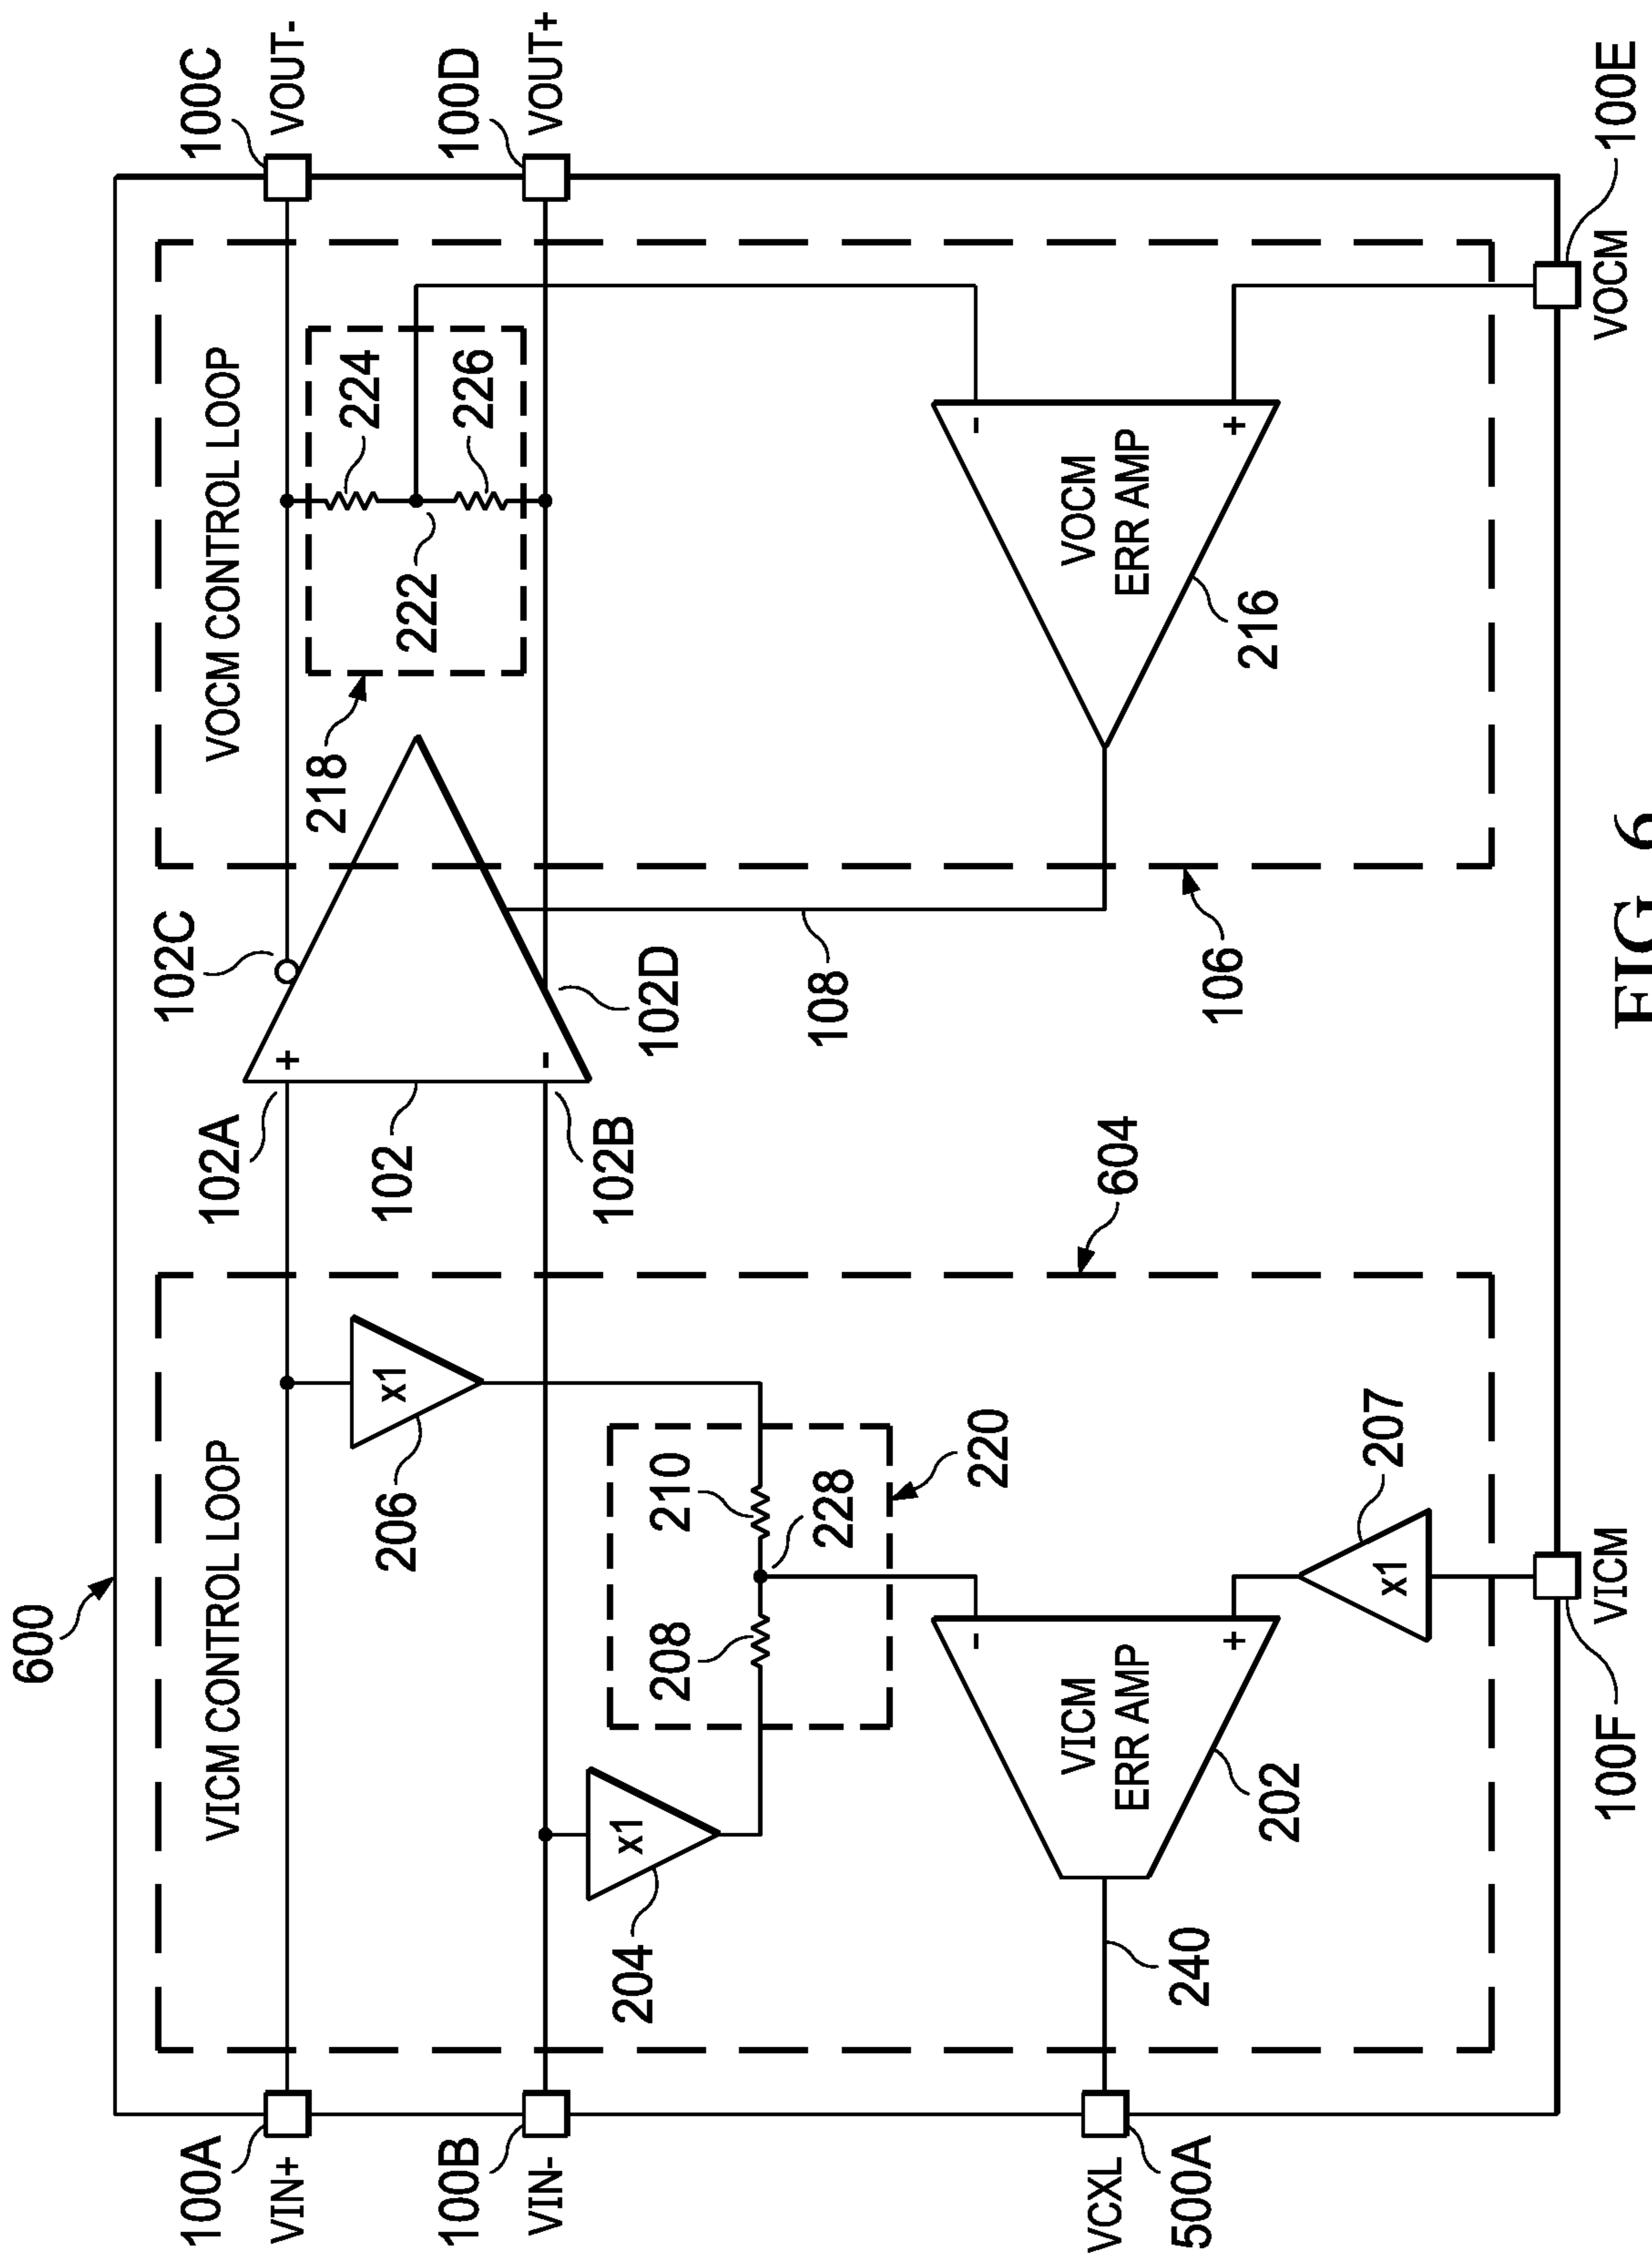 600
100A
VIN+
100B
VIN-
VCXL
500A
VICM CONTROL LOOP
206
x1
204
x1
208
210
228
220
240
VICM
ERR AMP
-
+
202
x1
207
604
100F
VICM
102A
102
102B
+
-
102C
102D
108
106
VOCM CONTROL LOOP
218
222
224
226
VOCM
ERR AMP
-
+
216
100C
VOUT-
100D
VOUT+
VOCM
100E
FIG. 6